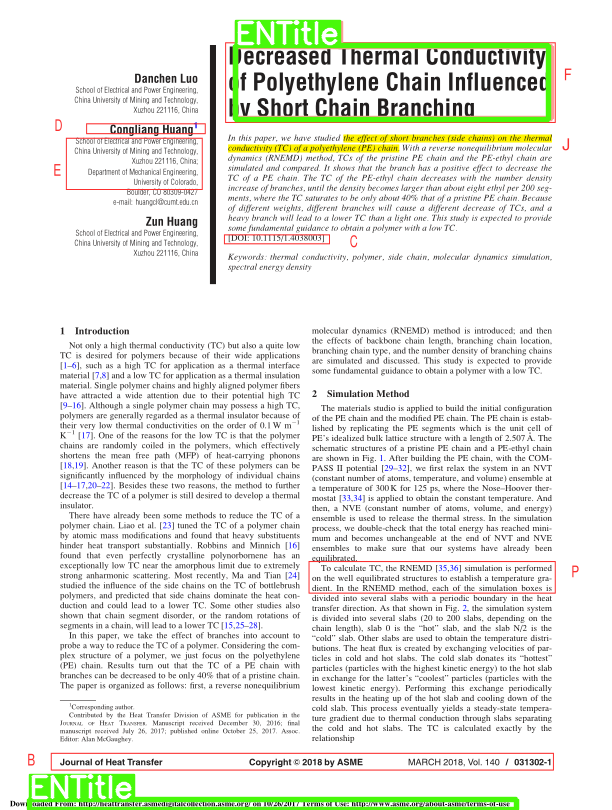 ENTitle
Decreased Thermal Conductivity
of Polyethylene Chain Influenced
by Short Chain Branching
F
Danchen Luo
School of Electrical and Power Engineering,
China University of Mining and Technology,
Xuzhou 221116, China
D
Congliang Huang1
School of Electrical and Power Engineering,
China University of Mining and Technology,
Xuzhou 221116, China;
Department of Mechanical Engineering,
University of Colorado,
Boulder, CO 80309-0427
e-mail: huangcl@cumt.edu.cn
E
Zun Huang
School of Electrical and Power Engineering,
China University of Mining and Technology,
Xuzhou 221116, China
In this paper, we have studied the effect of short branches (side chains) on the thermal
conductivity (TC) of a polyethylene (PE) chain. With a reverse nonequilibrium molecular
dynamics (RNEMD) method, TCs of the pristine PE chain and the PE-ethyl chain are
simulated and compared. It shows that the branch has a positive effect to decrease the
TC of a PE chain. The TC of the PE-ethyl chain decreases with the number density
increase of branches, until the density becomes larger than about eight ethyl per 200 seg-
ments, where the TC saturates to be only about 40% that of a pristine PE chain. Because
of different weights, different branches will cause a different decrease of TCs, and a
heavy branch will lead to a lower TC than a light one. This study is expected to provide
some fundamental guidance to obtain a polymer with a low TC.
[DOI: 10.1115/1.4038003]
J
C
Keywords: thermal conductivity, polymer, side chain, molecular dynamics simulation,
spectral energy density
1 Introduction
Not only a high thermal conductivity (TC) but also a quite low
TC is desired for polymers because of their wide applications
[1–6], such as a high TC for application as a thermal interface
material [7,8] and a low TC for application as a thermal insulation
material. Single polymer chains and highly aligned polymer fibers
have attracted a wide attention due to their potential high TC
[9–16]. Although a single polymer chain may possess a high TC,
polymers are generally regarded as a thermal insulator because of
their very low thermal conductivities on the order of 0.1 W m−1
K−1 [17]. One of the reasons for the low TC is that the polymer
chains are randomly coiled in the polymers, which effectively
shortens the mean free path (MFP) of heat-carrying phonons
[18,19]. Another reason is that the TC of these polymers can be
significantly influenced by the morphology of individual chains
[14–17,20–22]. Besides these two reasons, the method to further
decrease the TC of a polymer is still desired to develop a thermal
insulator.
There have already been some methods to reduce the TC of a
polymer chain. Liao et al. [23] tuned the TC of a polymer chain
by atomic mass modifications and found that heavy substituents
hinder heat transport substantially. Robbins and Minnich [16]
found that even perfectly crystalline polynorbornene has an
exceptionally low TC near the amorphous limit due to extremely
strong anharmonic scattering. Most recently, Ma and Tian [24]
studied the influence of the side chains on the TC of bottlebrush
polymers, and predicted that side chains dominate the heat con-
duction and could lead to a lower TC. Some other studies also
shown that chain segment disorder, or the random rotations of
segments in a chain, will lead to a lower TC [15,25–28].
In this paper, we take the effect of branches into account to
probe a way to reduce the TC of a polymer. Considering the com-
plex structure of a polymer, we just focus on the polyethylene
(PE) chain. Results turn out that the TC of a PE chain with
branches can be decreased to be only 40% that of a pristine chain.
The paper is organized as follows: first, a reverse nonequilibrium
1Corresponding author.
Contributed by the Heat Transfer Division of ASME for publication in the
JOURNAL OF HEAT TRANSFER. Manuscript received December 30, 2016; final
manuscript received July 26, 2017; published online October 25, 2017. Assoc.
Editor: Alan McGaughey.
molecular dynamics (RNEMD) method is introduced; and then
the effects of backbone chain length, branching chain location,
branching chain type, and the number density of branching chains
are simulated and discussed. This study is expected to provide
some fundamental guidance to obtain a polymer with a low TC.
2 Simulation Method
The materials studio is applied to build the initial configuration
of the PE chain and the modified PE chain. The PE chain is estab-
lished by replicating the PE segments which is the unit cell of
PE's idealized bulk lattice structure with a length of 2.507 Å. The
schematic structures of a pristine PE chain and a PE-ethyl chain
are shown in Fig. 1. After building the PE chain, with the COM-
PASS II potential [29–32], we first relax the system in an NVT
(constant number of atoms, temperature, and volume) ensemble at
a temperature of 300 K for 125 ps, where the Nose–Hoover ther-
mostat [33,34] is applied to obtain the constant temperature. And
then, a NVE (constant number of atoms, volume, and energy)
ensemble is used to release the thermal stress. In the simulation
process, we double-check that the total energy has reached mini-
mum and becomes unchangeable at the end of NVT and NVE
ensembles to make sure that our systems have already been
equilibrated.
To calculate TC, the RNEMD [35,36] simulation is performed
on the well equilibrated structures to establish a temperature gra-
dient. In the RNEMD method, each of the simulation boxes is
divided into several slabs with a periodic boundary in the heat
transfer direction. As that shown in Fig. 2, the simulation system
is divided into several slabs (20 to 200 slabs, depending on the
chain length), slab 0 is the “hot” slab, and the slab N/2 is the
“cold” slab. Other slabs are used to obtain the temperature distri-
butions. The heat flux is created by exchanging velocities of par-
ticles in cold and hot slabs. The cold slab donates its “hottest”
particles (particles with the highest kinetic energy) to the hot slab
in exchange for the latter's “coolest” particles (particles with the
lowest kinetic energy). Performing this exchange periodically
results in the heating up of the hot slab and cooling down of the
cold slab. This process eventually yields a steady-state tempera-
ture gradient due to thermal conduction through slabs separating
the cold and hot slabs. The TC is calculated exactly by the
relationship
P
B
Journal of Heat Transfer Copyright © 2018 by ASME MARCH 2018, Vol. 140 / 031302-1
ENTitle
Downloaded From: http://heattransfer.asmedigitalcollection.asme.org/ on 10/26/2017 Terms of Use: http://www.asme.org/about-asme/terms-of-use